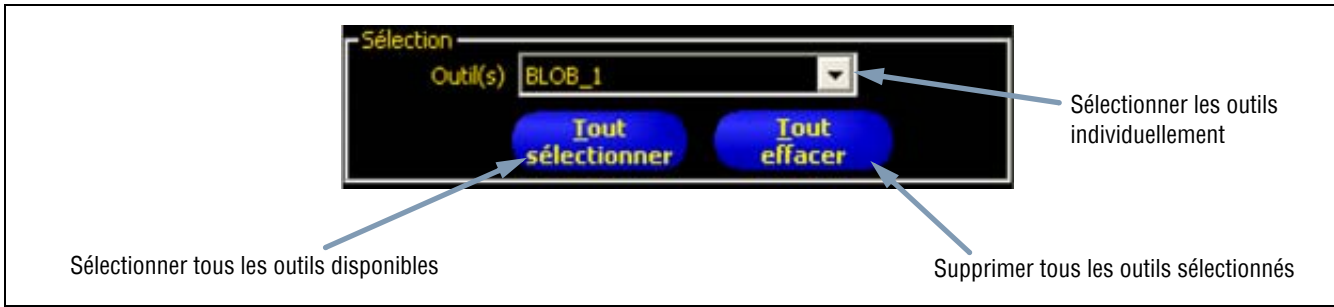 Sélection
Outil(s) BLOB_1
Tout
sélectionner
Tout
effacer
Sélectionner les outils
individuellement
Sélectionner tous les outils disponibles
Supprimer tous les outils sélectionnés